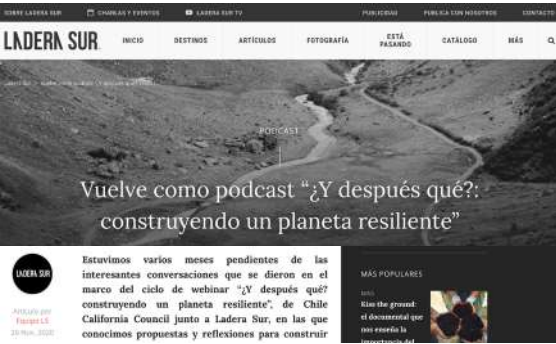 SOBRE LADERA SUR
CHARLAS Y EVENTOS
LADERA SUR TV
PUBLICIDAD
PUBLICA CON NOSOTROS
CONTACTO
LADERA SUR
INICIO
DESTINOS
ARTÍCULOS
FOTOGRAFÍA
ESTÁ
PASANDO
CATÁLOGO
MÁS
PODCAST
Vuelve como podcast “¿Y después qué?:
construyendo un planeta resiliente”
LADERA SUR
Artículo por
Equipo LS
Nov, 2020
Estuvimos varios meses pendientes de las
interesantes conversaciones que se dieron en el
marco del ciclo de webinar “¿Y después qué?
construyendo un planeta resiliente”, de Chile
California Council junto a Ladera Sur, en las que
conocimos propuestas y reflexiones para construir
MÁS POPULARES
Kiss the ground:
el documental que
nos enseña la
importancia del